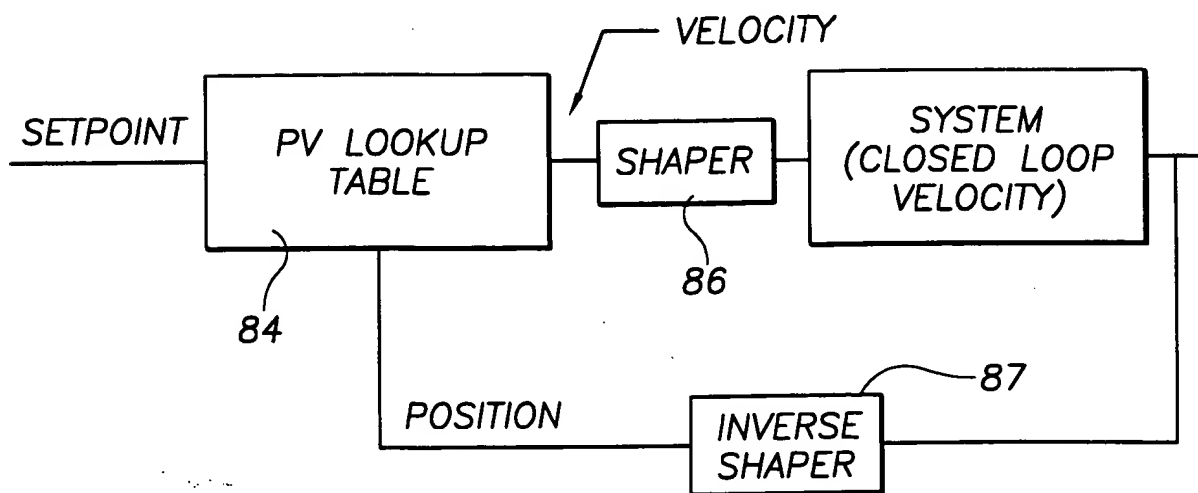 VELOCITY
SETPOINT
PV LOOKUP
TABLE
SHAPER
SYSTEM
(CLOSED LOOP
VELOCITY)
84
86
87
POSITION
INVERSE
SHAPER